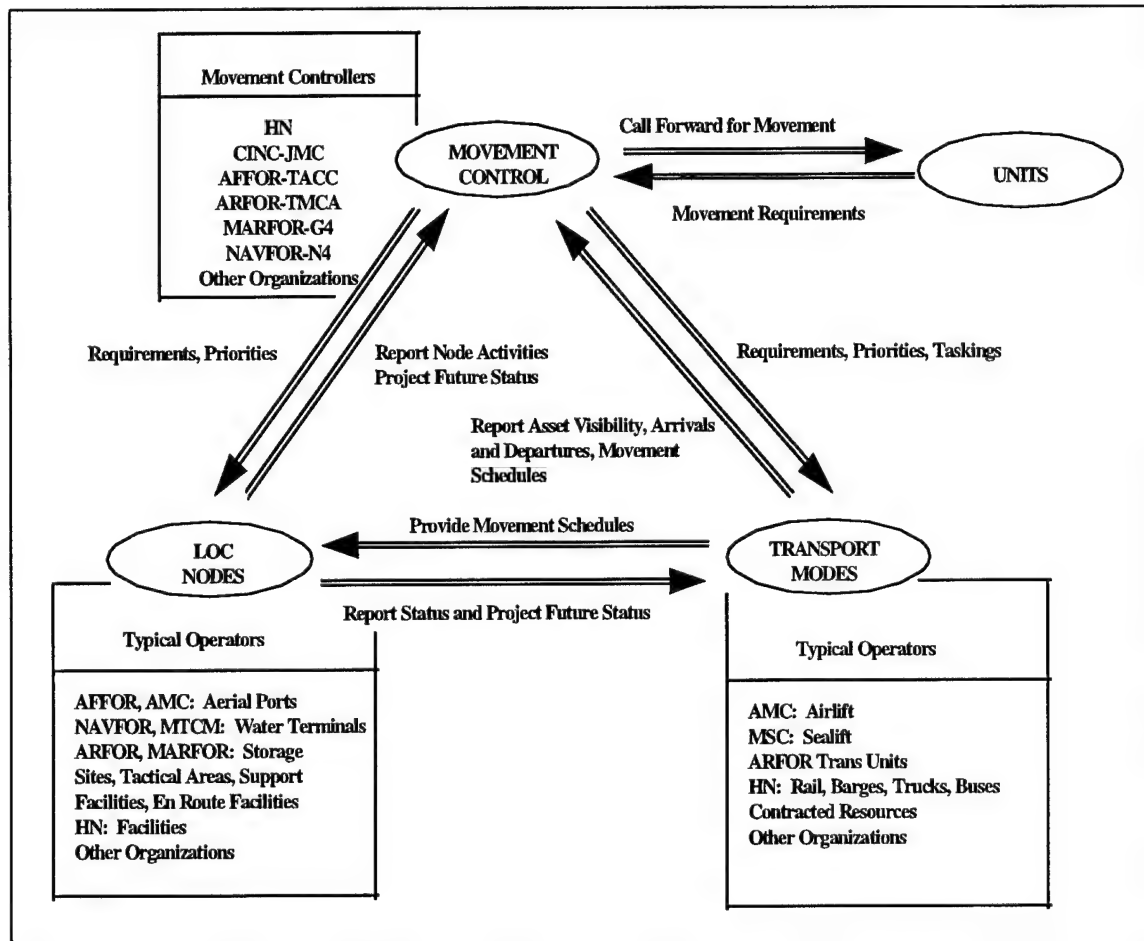 Movement Controllers
HN
CINC-JMC
AFFOR-TACC
ARFOR-TMCA
MARFOR-G4
NAVFOR-N4
Other Organizations
MOVEMENT
CONTROL
Call Forward for Movement
UNITS
Movement Requirements
Requirements, Priorities
Report Node Activities
Project Future Status
Requirements, Priorities, Taskings
Report Asset Visibility, Arrivals
and Departures, Movement
Schedules
Provide Movement Schedules
LOC
NODES
TRANSPORT
MODES
Report Status and Project Future Status
Typical Operators
AFFOR, AMC: Aerial Ports
NAVFOR, MTCM: Water Terminals
ARFOR, MARFOR: Storage
Sites, Tactical Areas, Support
Facilities, En Route Facilities
HN: Facilities
Other Organizations
Typical Operators
AMC: Airlift
MSC: Sealift
ARFOR Trans Units
HN: Rail, Barges, Trucks, Buses
Contracted Resources
Other Organizations